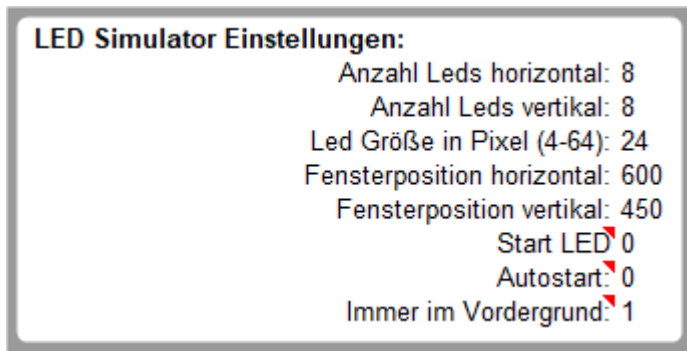 LED Simulator Einstellungen:
Anzahl Leds horizontal: 8
Anzahl Leds vertikal: 8
Led Größe in Pixel (4-64): 24
Fensterposition horizontal: 600
Fensterposition vertikal: 450
Start LED 0
Autostart: 0
Immer im Vordergrund: 1